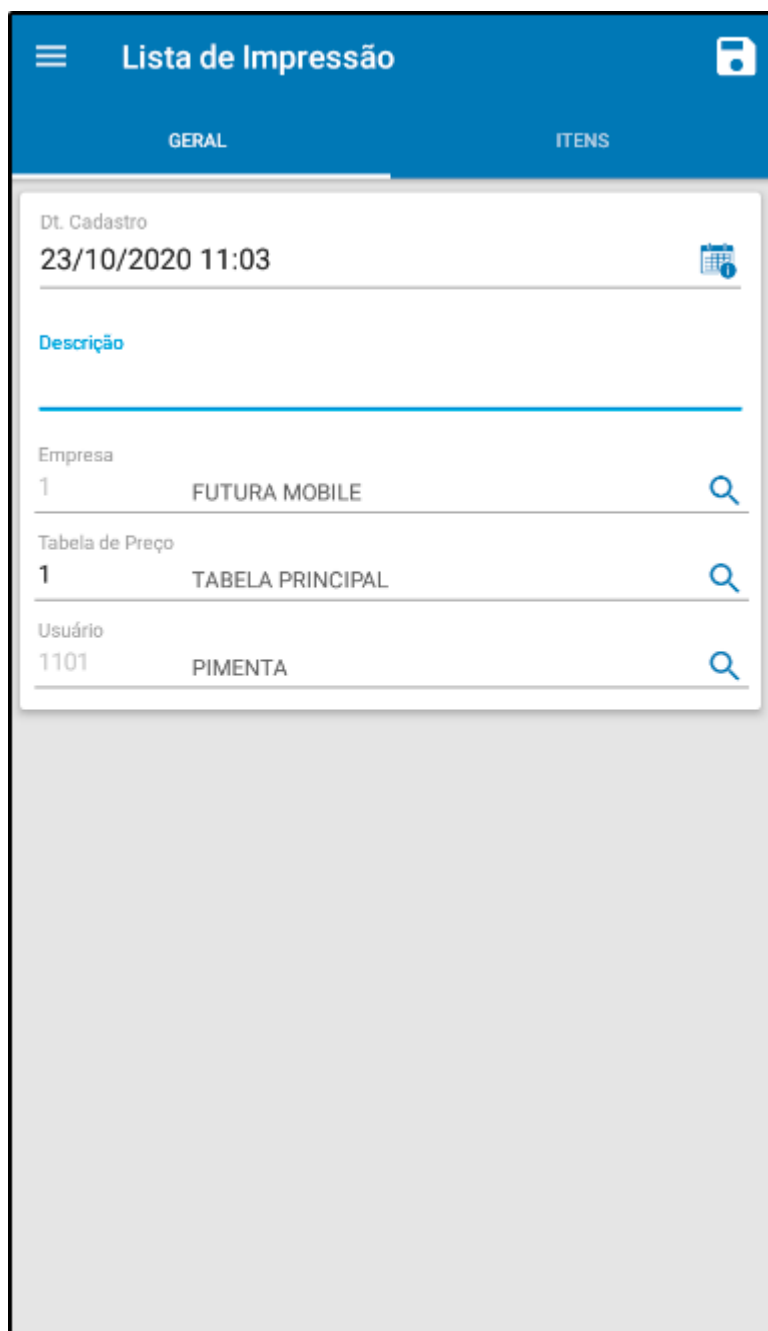 Lista de Impressão
GERAL ITENS
Dt. Cadastro
23/10/2020 11:03
Descrição
Empresa
1 FUTURA MOBILE
Tabela de Preço
1 TABELA PRINCIPAL
Usuário
1101 PIMENTA